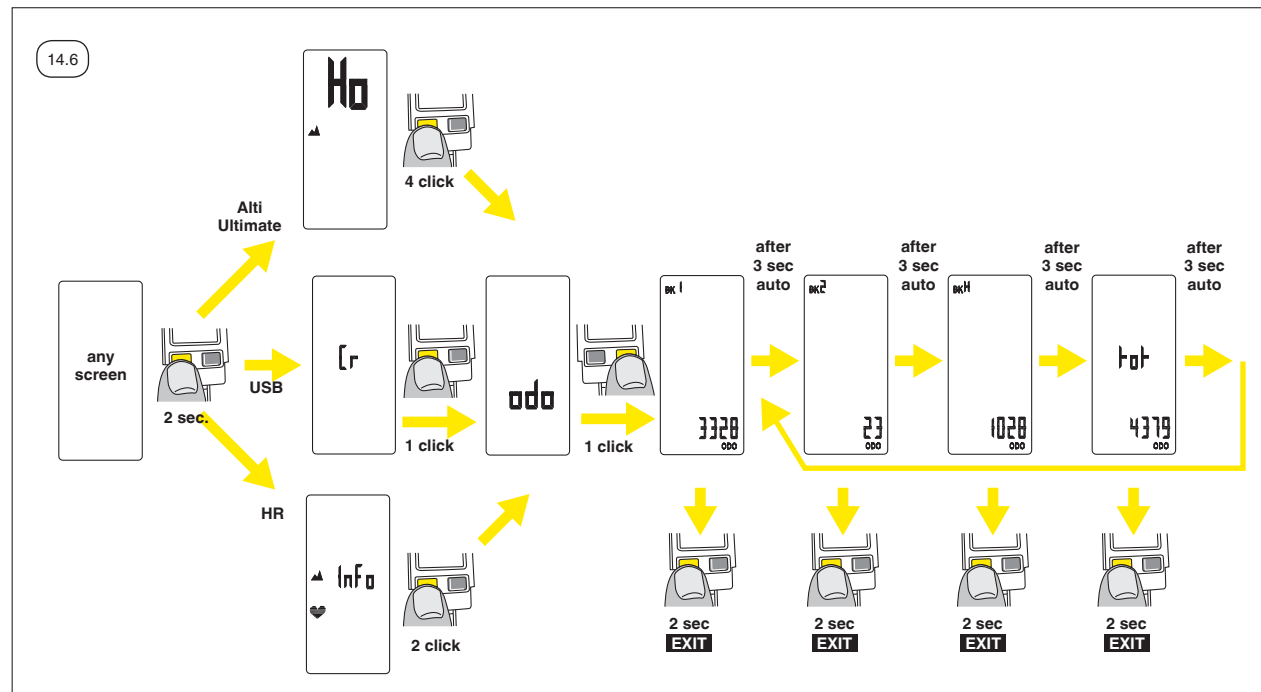 14.6
Ho
4 click
Alti
Ultimate
any
screen
2 sec.
USB
Cr
1 click
odo
1 click
BK 1
3328
ODO
after
3 sec
auto
BK2
23
ODO
after
3 sec
auto
BKH
1028
ODO
after
3 sec
auto
tot
4379
ODO
after
3 sec
auto
HR
Info
2 click
2 sec
EXIT
2 sec
EXIT
2 sec
EXIT
2 sec
EXIT